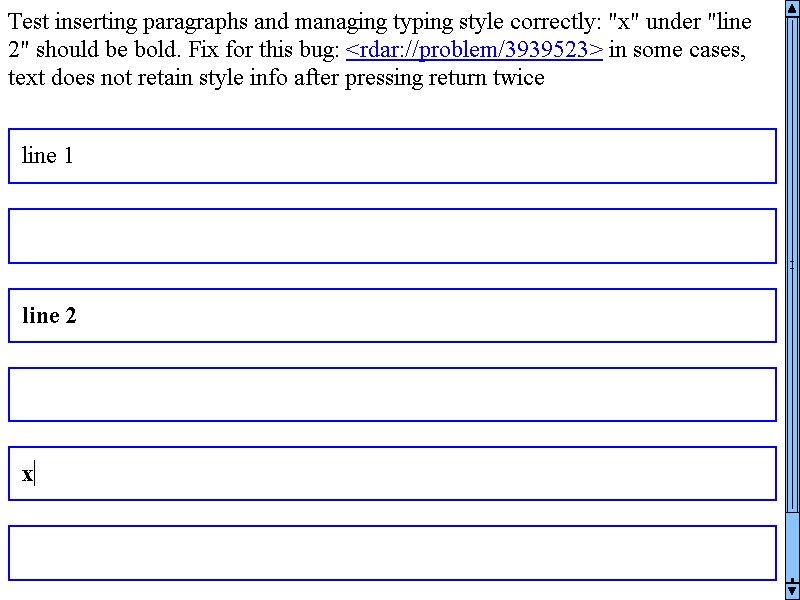 Test inserting paragraphs and managing typing style correctly: "x" under "line
2" should be bold. Fix for this bug: <rdar://problem/3939523> in some cases,
text does not retain style info after pressing return twice
line 1
line 2
x